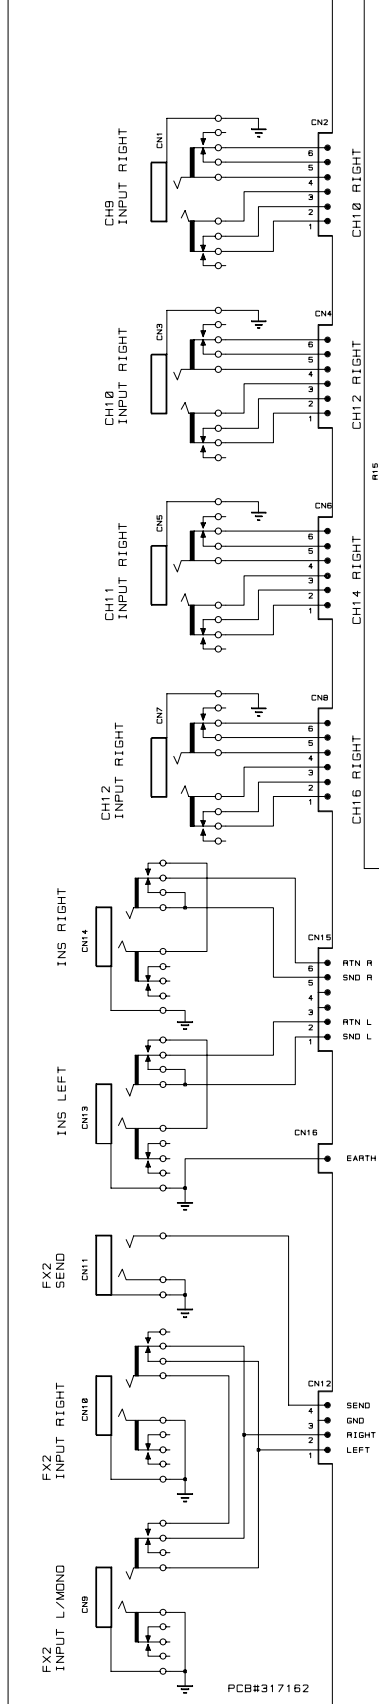 CN2
CN1
CH9
INPUT RIGHT
6
5
4
3
2
1
CH10 RIGHT
CN4
CN3
CH10
INPUT RIGHT
6
5
4
3
2
1
CH12 RIGHT
R15
CN6
CN5
CH11
INPUT RIGHT
6
5
4
3
2
1
CH14 RIGHT
CN8
CN7
CH12
INPUT RIGHT
6
5
4
3
2
1
CH16 RIGHT
INS RIGHT
CN14
CN15
6
5
4
3
2
1
RTN R
SND R
RTN L
SND L
INS LEFT
CN13
CN16
EARTH
FX2
SEND
CN11
CN12
4
3
2
1
SEND
GND
RIGHT
LEFT
FX2
INPUT RIGHT
CN10
FX2
INPUT L/MONO
CN9
PCB#317162